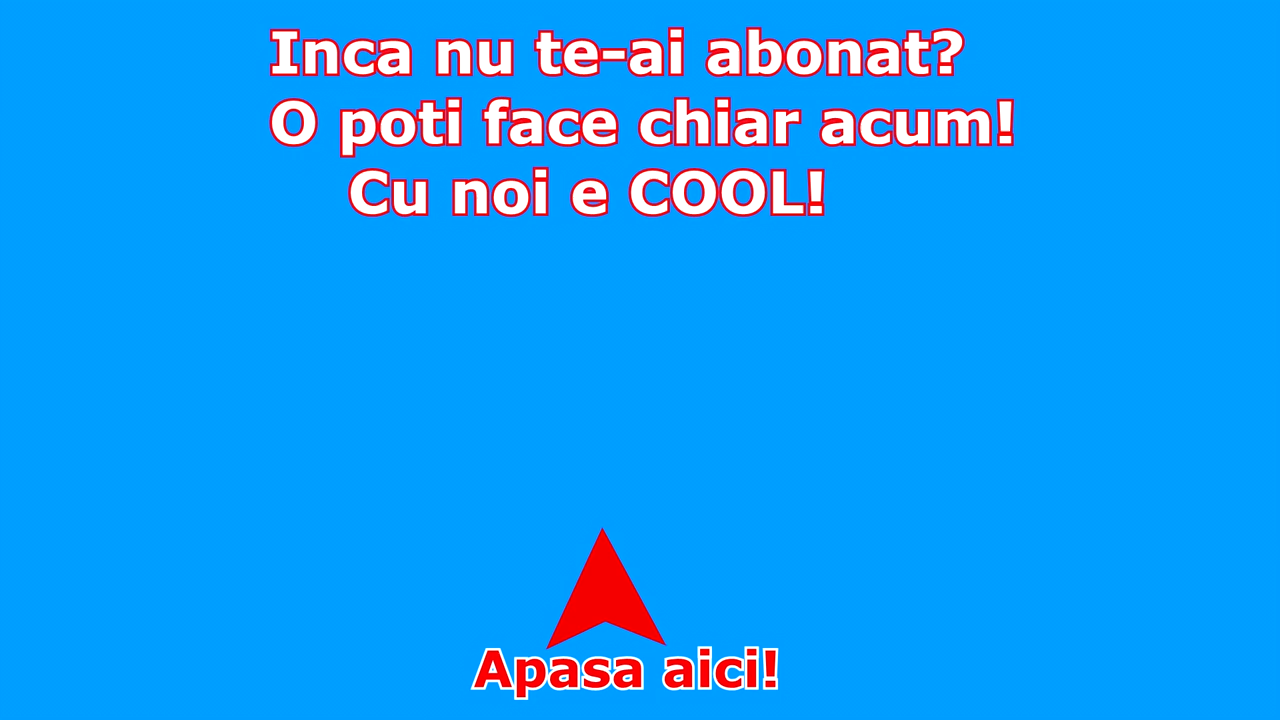 Inca nu te-ai abonat?
O poti face chiar acum!
Cu noi e COOL!
Apasa aici!